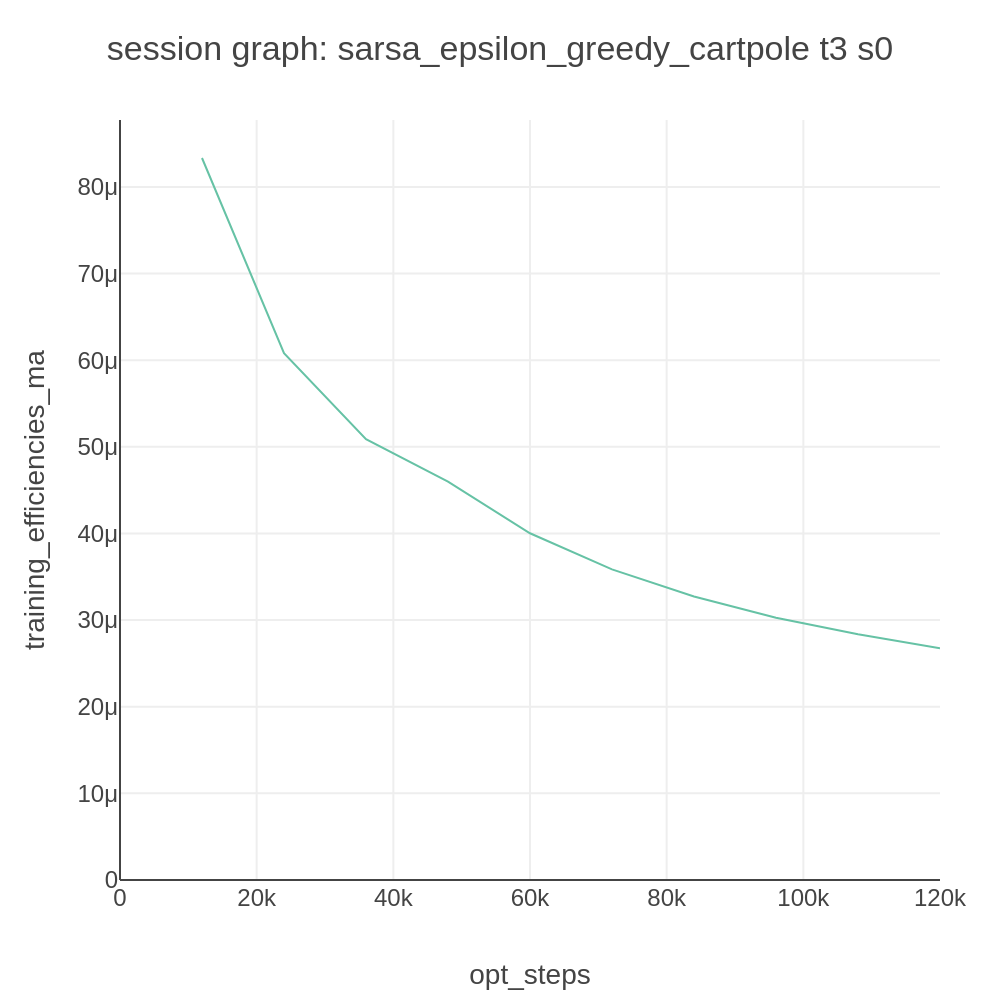 session graph: sarsa_epsilon_greedy_cartpole t3 s0
training_efficiencies_ma
80μ
70μ
60μ
50μ
40μ
30μ
20μ
10μ
0
0 20k 40k 60k 80k 100k 120k
opt_steps